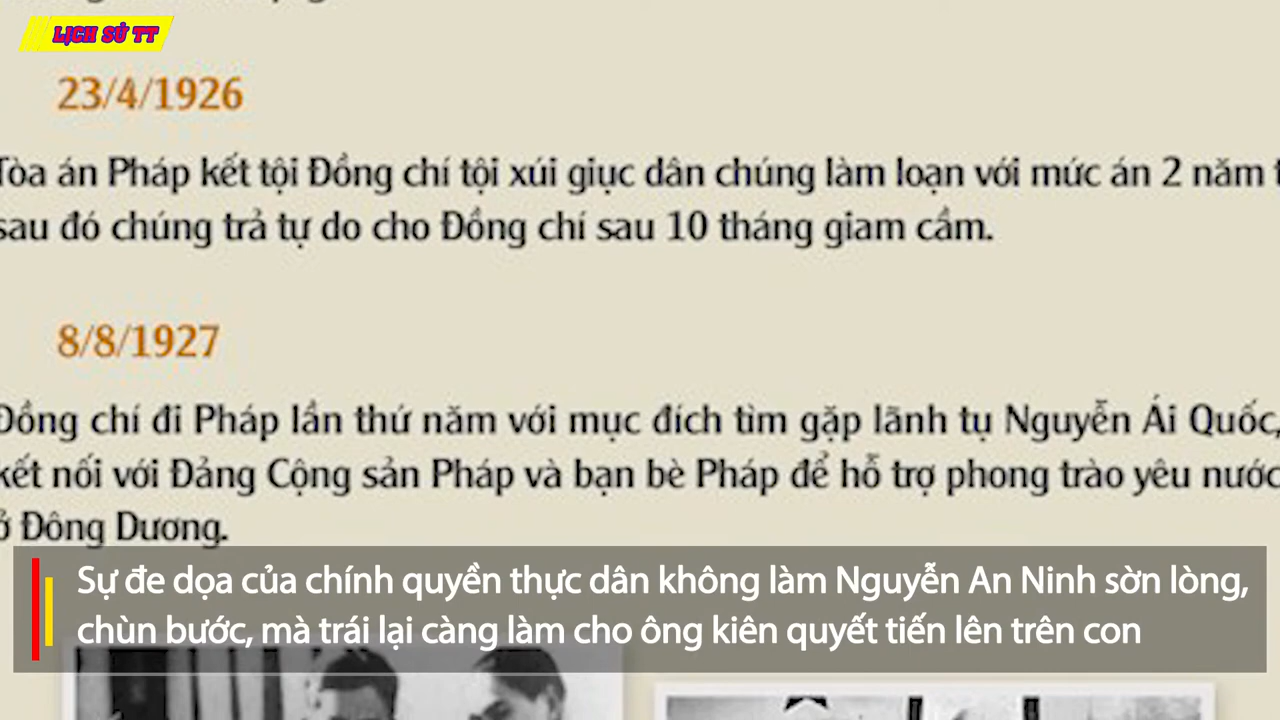 LỊCH SỬ TT
23/4/1926
Tòa án Pháp kết tội Đồng chí tội xúi giục dân chúng làm loạn với mức án 2 năm
sau đó chúng trả tự do cho Đồng chí sau 10 tháng giam cầm.
8/8/1927
Đồng chí đi Pháp lần thứ năm với mục đích tìm gặp lãnh tụ Nguyễn Ái Quốc,
kết nối với Đảng Cộng sản Pháp và bạn bè Pháp để hỗ trợ phong trào yêu nước
ở Đông Dương.
Sự đe dọa của chính quyền thực dân không làm Nguyễn An Ninh sờn lòng,
chùn bước, mà trái lại càng làm cho ông kiên quyết tiến lên trên con